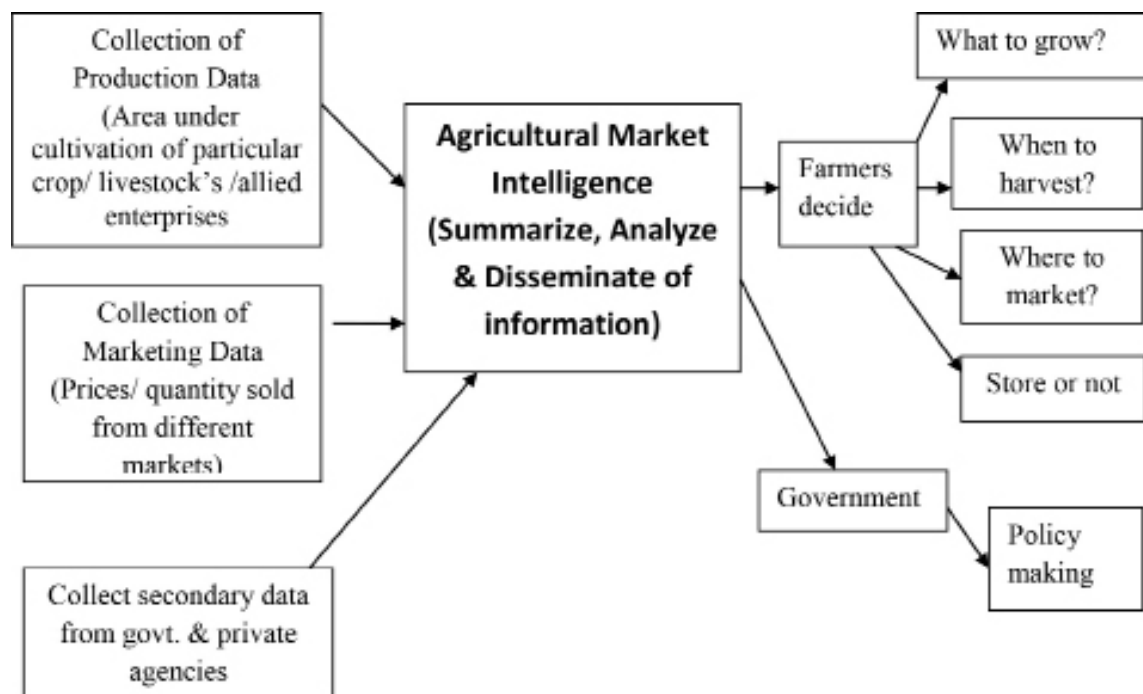 Collection of
Production Data
(Area under
cultivation of particular
crop/ livestock's /allied
enterprises
Collection of
Marketing Data
(Prices/ quantity sold
from different
markets)
Collect secondary data
from govt. & private
agencies
Agricultural Market
Intelligence
(Summarize, Analyze
& Disseminate of
information)
Farmers
decide
What to grow?
When to
harvest?
Where to
market?
Store or not
Government
Policy
making